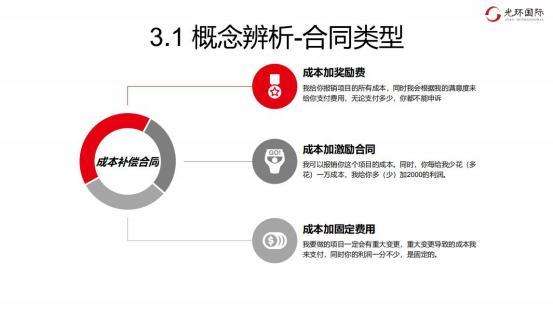 光环国际
3.1 概念辨析-合同类型
成本加奖励费
我给你报销项目的所有成本，同时我会根据我的满意度来
给你支付费用，无论支付多少，你都不能申诉
成本补偿合同
GO!
成本加激励合同
我可以报销你这个项目的成本。同时，你每给我少花（多
花）一万成本，我给你多（少）加2000的利润。
成本加固定费用
我要做的项目一定会有重大变更，重大变更导致的成本我
来支付，同时你的利润一分不少，是固定的。